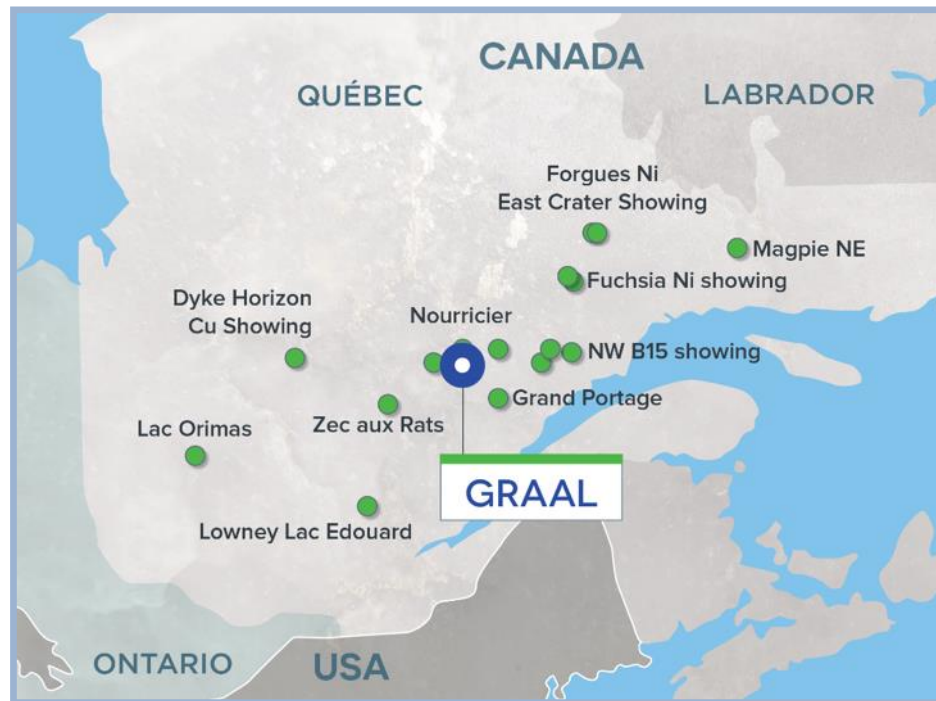 CANADA
QUÉBEC
LABRADOR
Forgues Ni
East Crater Showing
Magpie NE
Fuchsia Ni showing
Dyke Horizon
Cu Showing
Nourricier
NW B15 showing
Grand Portage
Zec aux Rats
Lac Orimas
GRAAL
Lowney Lac Edouard
ONTARIO
USA